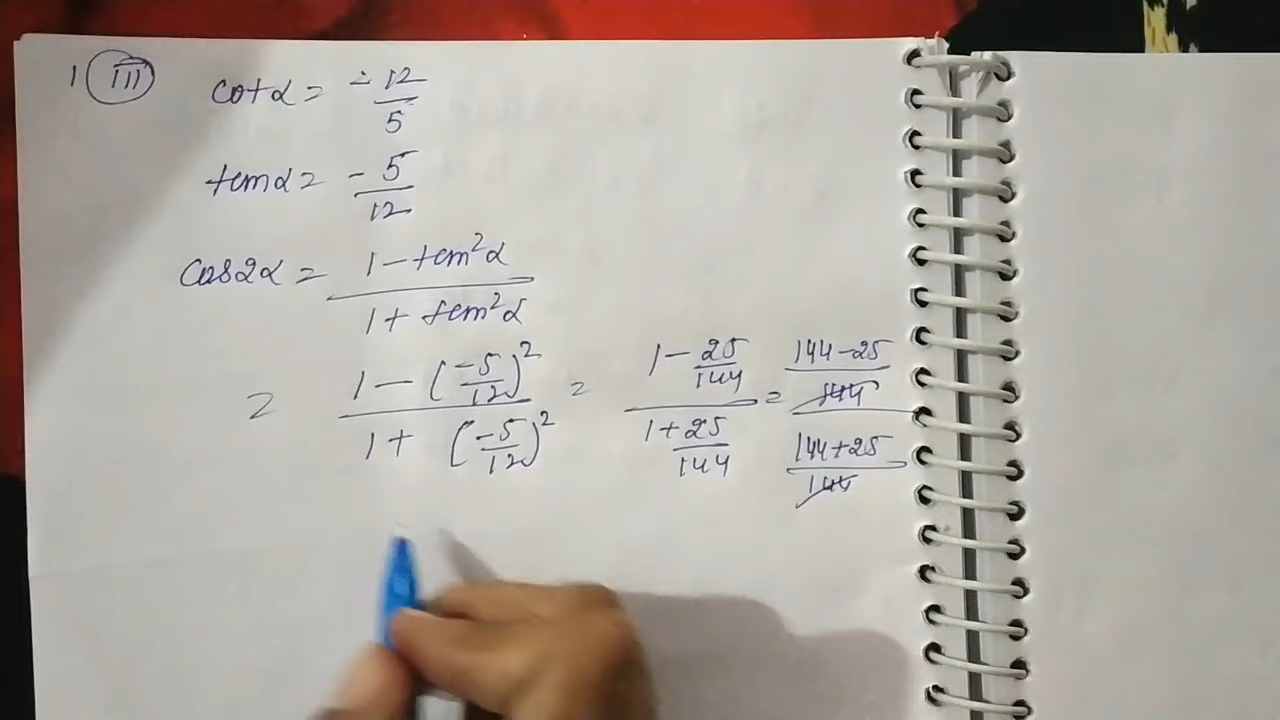 1 (III) cotα = -12/5
tanα = -5/12
cos2α = (1 - tan²α)/(1 + tan²α)
= (1 - (-5/12)²)/(1 + (-5/12)²) = (1 - 25/144)/(1 + 25/144) = ((144-25)/144)/((144+25)/144)